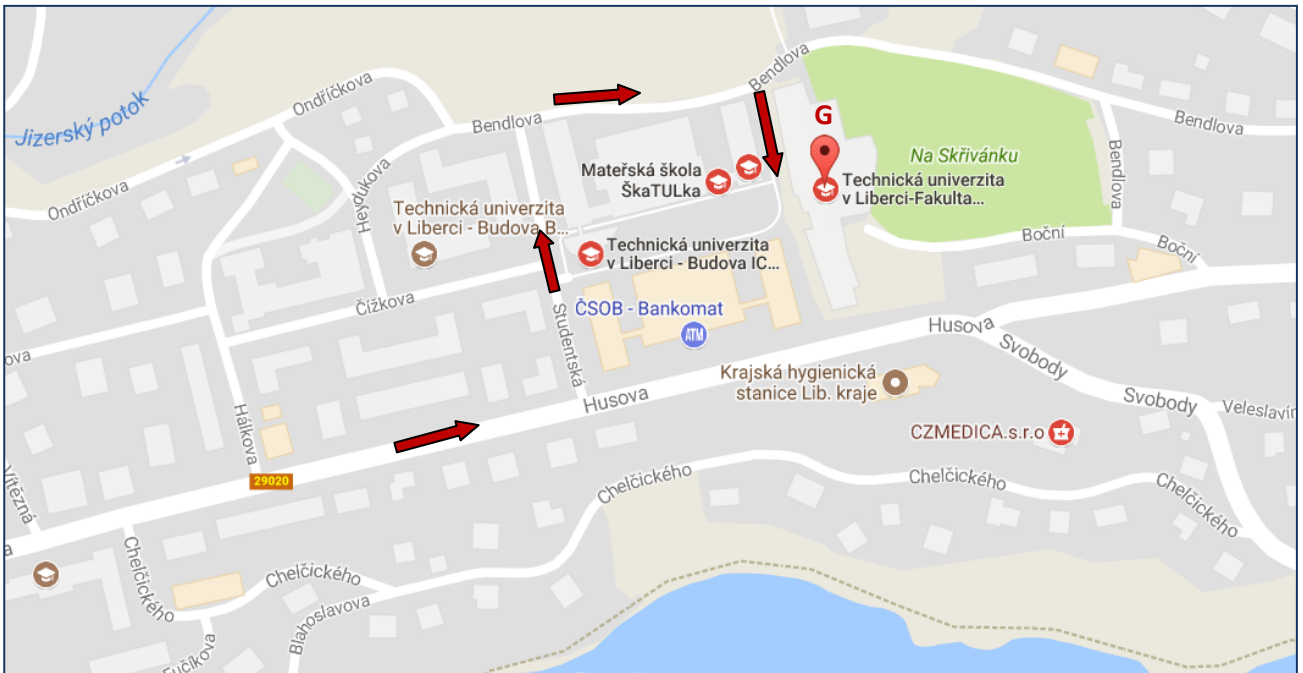 Bendlova
Ondříčkova
Jizerský potok
Bendlova
G
Bendlova
Mateřská škola
ŠkaTULka
Na Skřivánku
Technická univerzita
v Liberci-Fakulta...
Bendlova
Ondříčkova
Heydukova
Technická univerzita
v Liberci - Budova B...
Technická univerzita
v Liberci - Budova IC...
Boční
Boční
Čížkova
ČSOB - Bankomat
ATM
Studentská
Husova
Svobody
ova
Krajská hygienická
stanice Lib. kraje
Husova
Svobody
Veleslavín
Hálkova
CZMEDICA.s.r.o
29020
Vítězná
Chelčického
Chelčického
Chelčického
a
Chelčického
Chelčického
Blahoslavova
Fučíkova